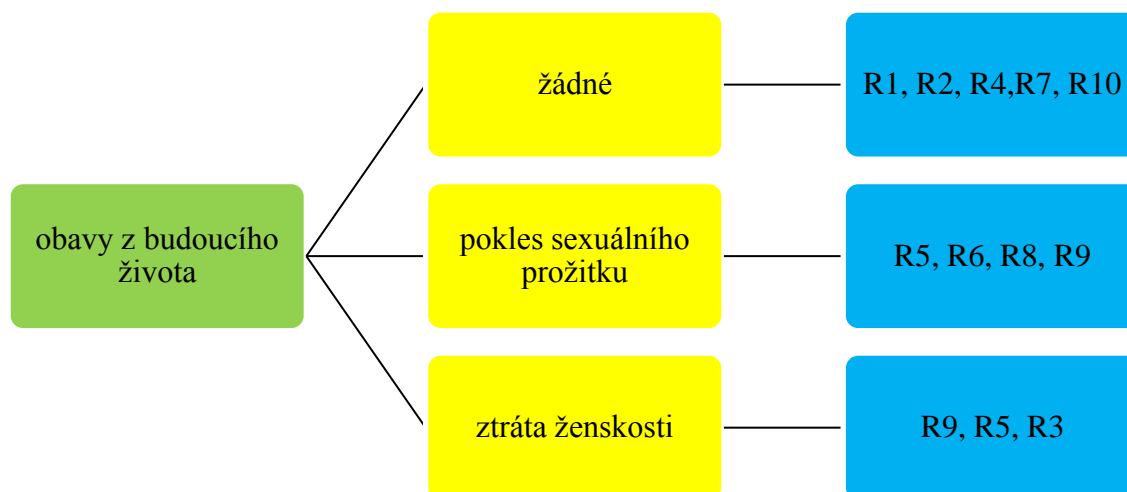 žádné
R1, R2, R4,R7, R10
obavy z budoucího
života
pokles sexuálního
prožitku
R5, R6, R8, R9
ztráta ženskosti
R9, R5, R3